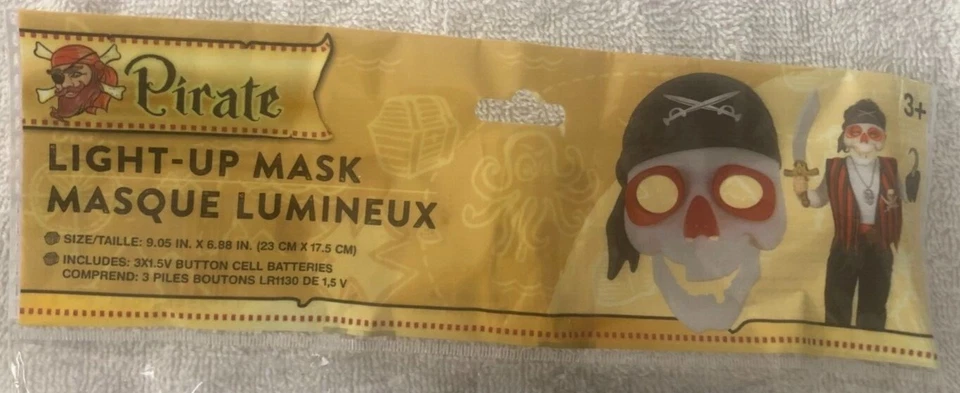 Pirate
3+
LIGHT-UP MASK
MASQUE LUMINEUX
SIZE/TAILLE: 9.05 IN. X 6.88 IN. (23 CM X 17.5 CM)
INCLUDES: 3X1.5V BUTTON CELL BATTERIES
COMPREND: 3 PILES BOUTONS LR1130 DE 1,5 V